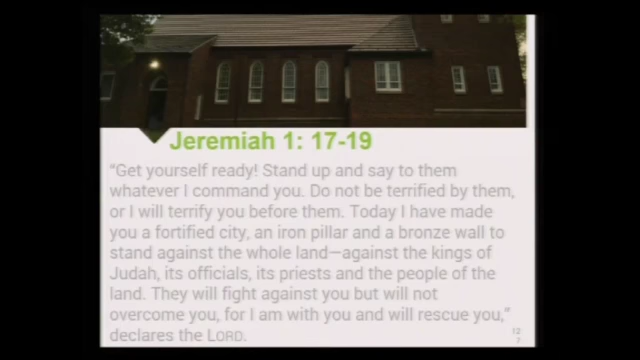 Jeremiah 1: 17-19
“Get yourself ready! Stand up and say to them
whatever I command you. Do not be terrified by them,
or I will terrify you before them. Today I have made
you a fortified city, an iron pillar and a bronze wall to
stand against the whole land—against the kings of
Judah, its officials, its priests and the people of the
land. They will fight against you but will not
overcome you, for I am with you and will rescue you,”
declares the LORD.
12